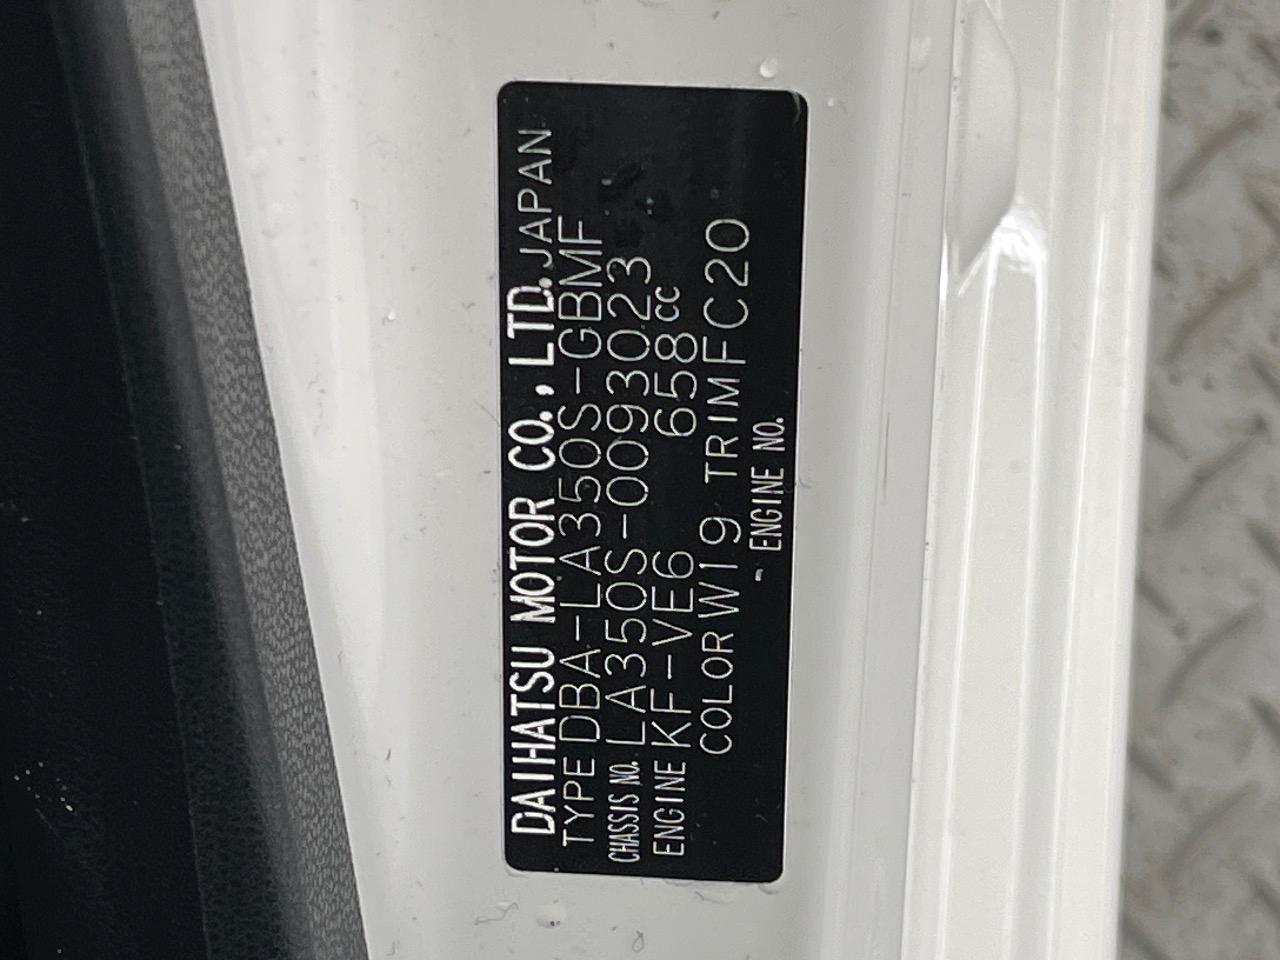 DAIHATSU MOTOR CO., LTD. JAPAN
TYPE DBA-LA350S-GBMF
CHASSIS NO. LA350S-0093023
ENGINE KF-VE6 658cc
COLOR W19 TRIM FC20
ENGINE NO.